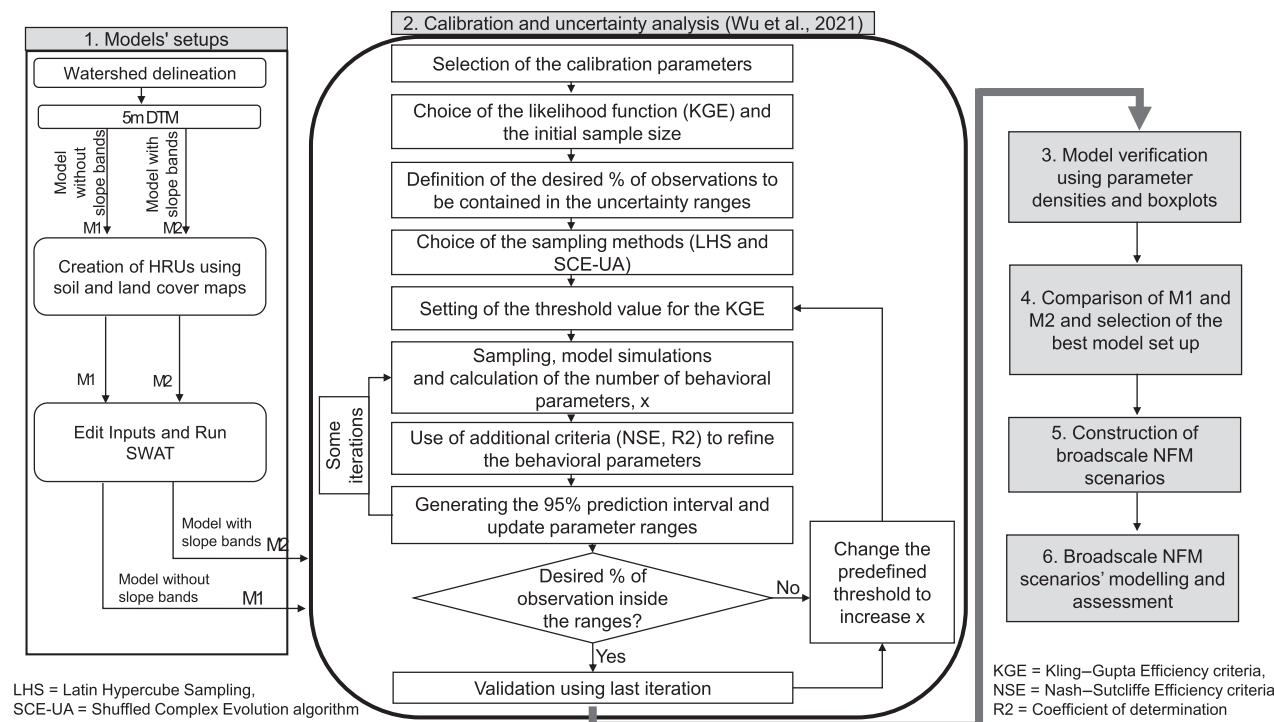 1. Models' setups
Watershed delineation
5m DTM
Model
without
slope bands
Model with
slope bands
M1
M2
Creation of HRUs using
soil and land cover maps
M1
M2
Edit Inputs and Run
SWAT
Model with
slope bands
M2
Model without
slope bands
M1
LHS = Latin Hypercube Sampling,
SCE-UA = Shuffled Complex Evolution algorithm
2. Calibration and uncertainty analysis (Wu et al., 2021)
Selection of the calibration parameters
Choice of the likelihood function (KGE) and
the initial sample size
Definition of the desired % of observations to
be contained in the uncertainty ranges
Choice of the sampling methods (LHS and
SCE-UA)
Setting of the threshold value for the KGE
Sampling, model simulations
and calculation of the number of behavioral
parameters, x
Use of additional criteria (NSE, R2) to refine
the behavioral parameters
Generating the 95% prediction interval and
update parameter ranges
Some
iterations
Desired % of
observation inside
the ranges?
No
Yes
Change the
predefined
threshold to
increase x
Validation using last iteration
3. Model verification
using parameter
densities and boxplots
4. Comparison of M1 and
M2 and selection of the
best model set up
5. Construction of
broadscale NFM
scenarios
6. Broadscale NFM
scenarios' modelling and
assessment
KGE = Kling–Gupta Efficiency criteria,
NSE = Nash–Sutcliffe Efficiency criteria
R2 = Coefficient of determination